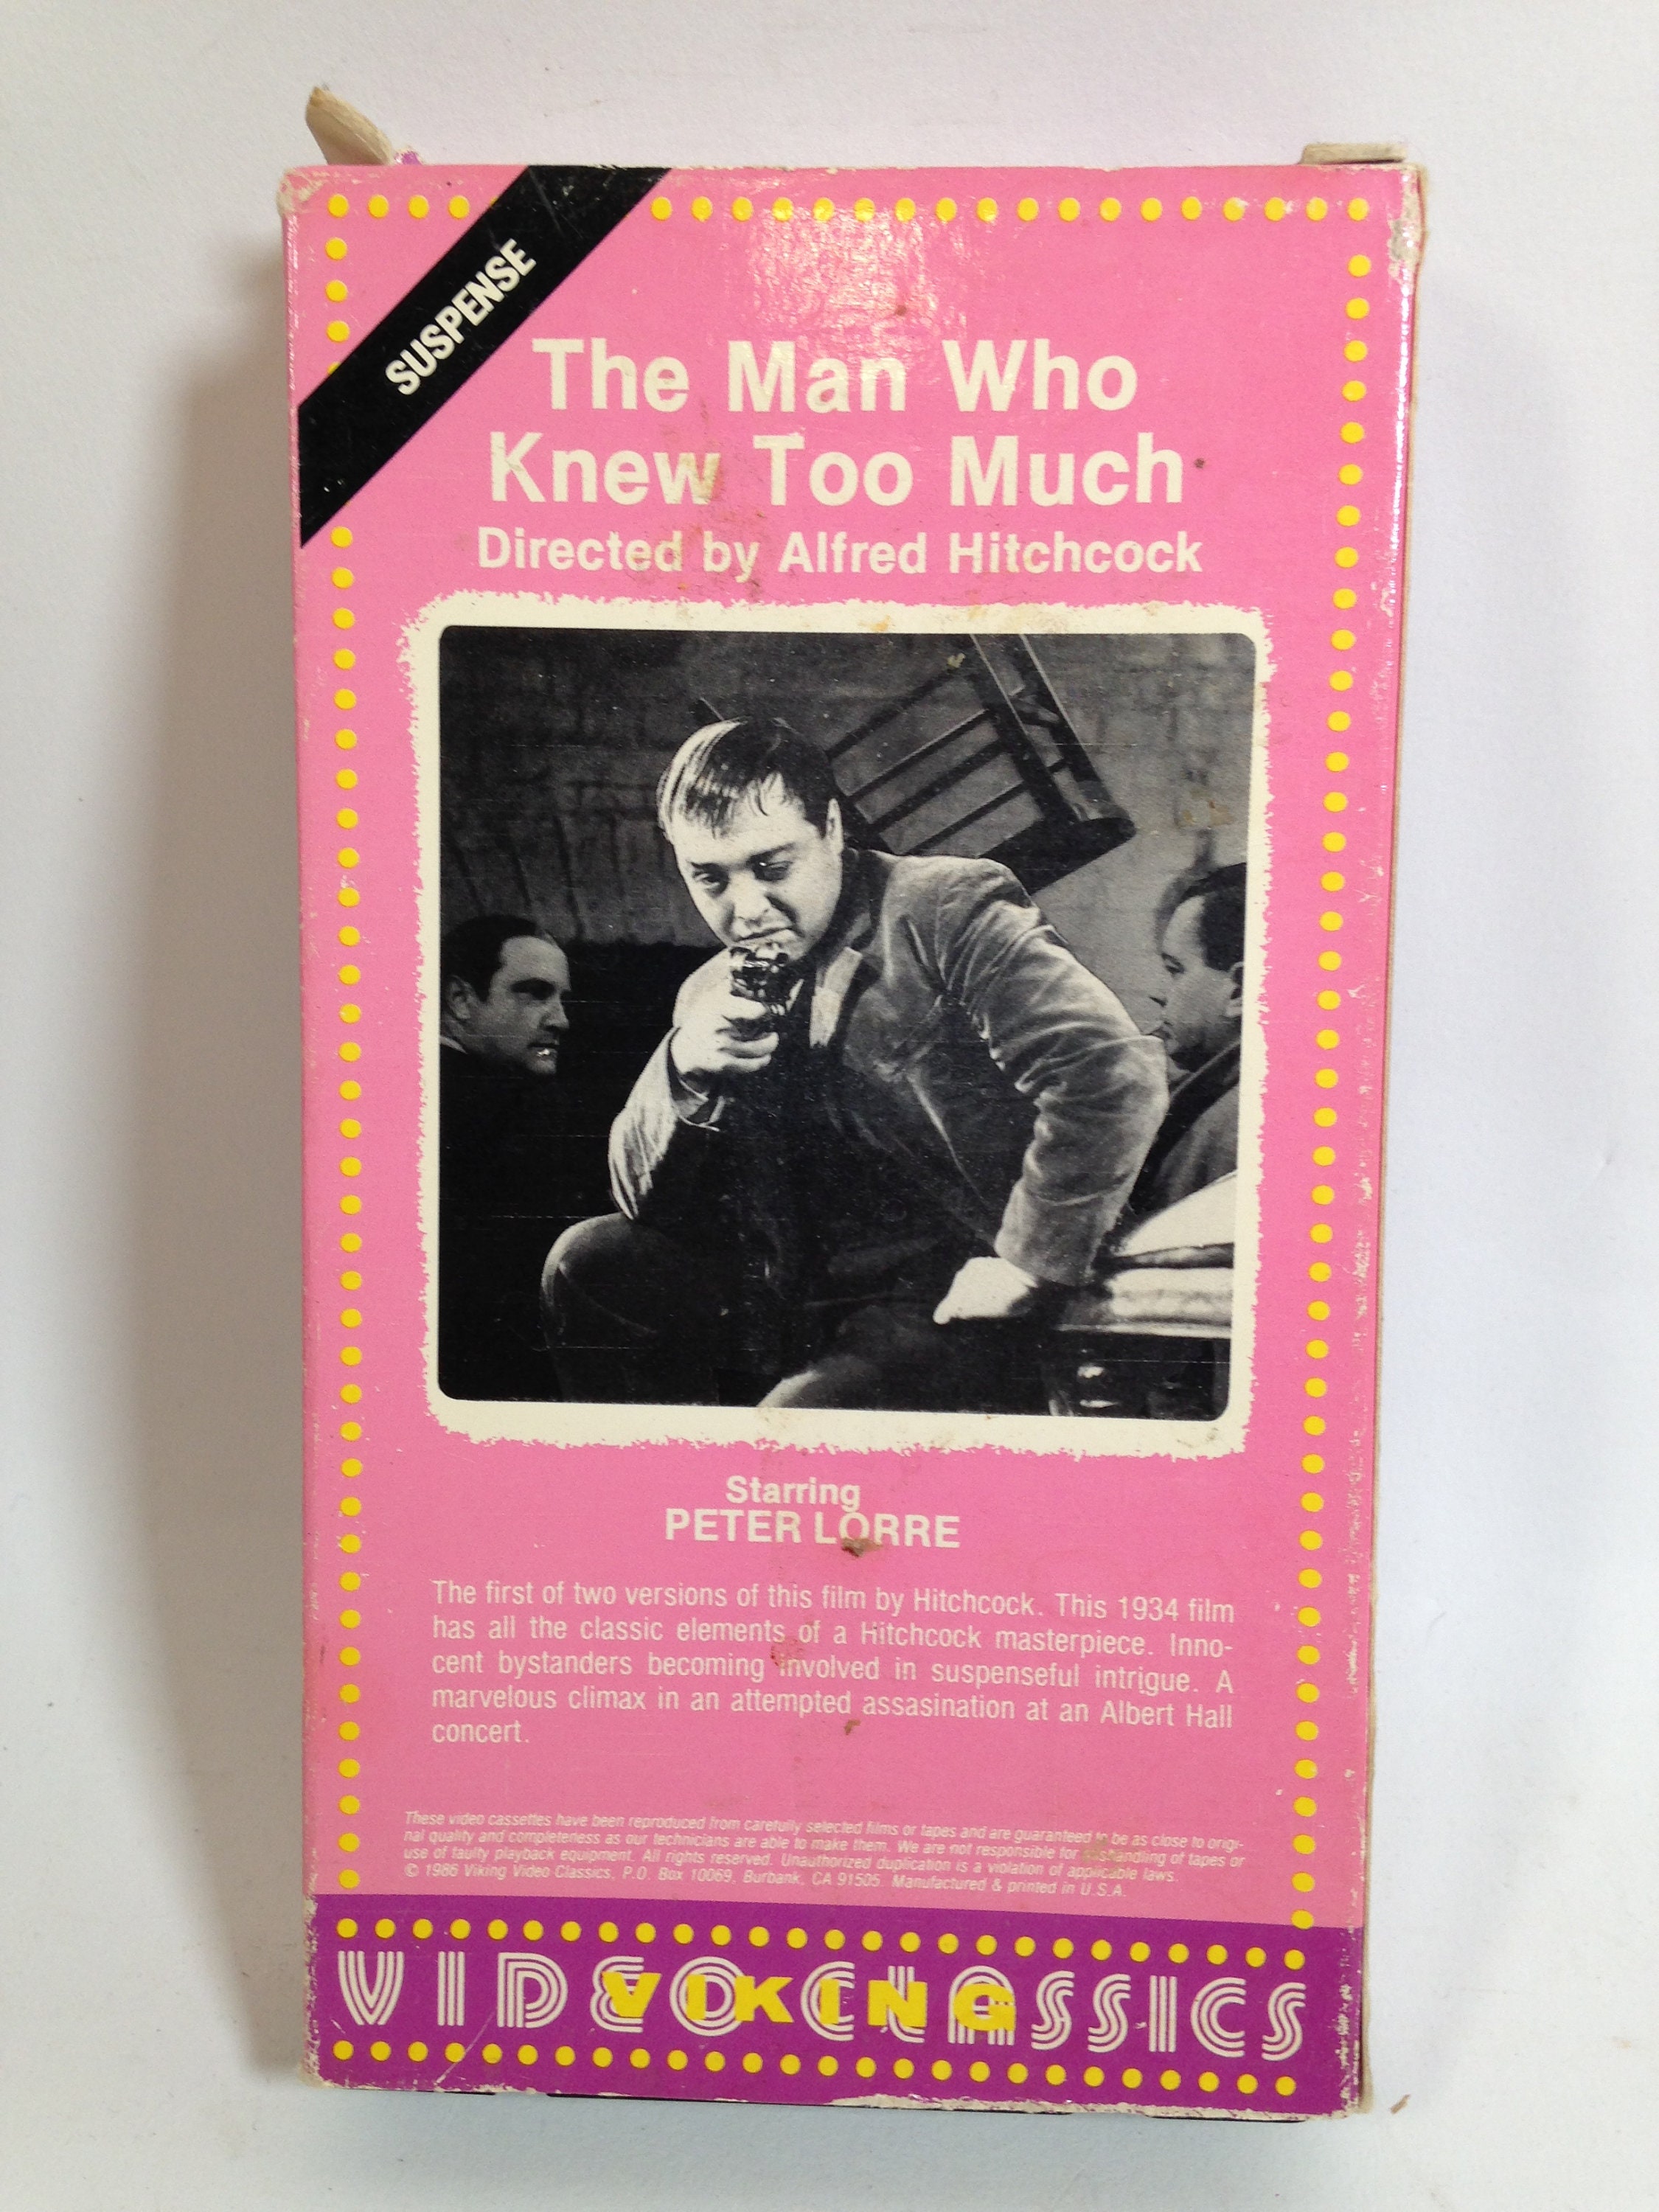 SUSPENSE
The Man Who
Knew Too Much
Directed by Alfred Hitchcock
Starring
PETER LORRE
The first of two versions of this film by Hitchcock. This 1934 film
has all the classic elements of a Hitchcock masterpiece. Inno-
cent bystanders becoming involved in suspenseful intrigue. A
marvelous climax in an attempted assasination at an Albert Hall
concert.
These video cassettes have been reproduced from carefully selected films or tapes and are guaranteed to be as close to origi-
nal quality and completeness as our technicians are able to make them. We are not responsible for mishandling of tapes or
use of faulty playback equipment. All rights reserved. Unauthorized duplication is a violation of applicable laws.
© 1986 Viking Video Classics, P.O. Box 10069, Burbank, CA 91505. Manufactured & printed in U.S.A.
VIDEO CLASSICS
VIKING